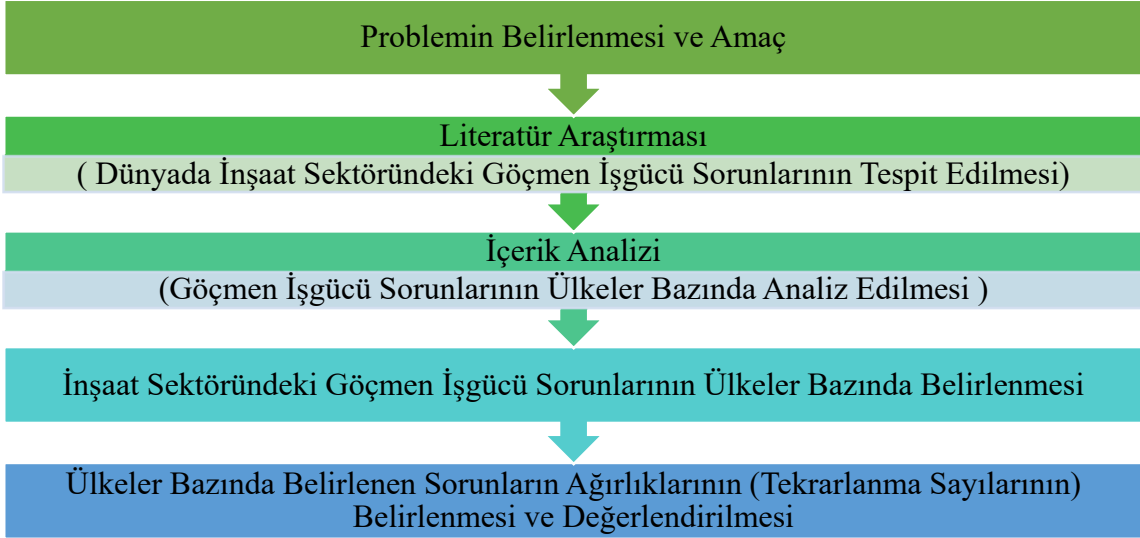 Problemin Belirlenmesi ve Amaç
Literatür Araştırması
( Dünyada İnşaat Sektöründeki Göçmen İşgücü Sorunlarının Tespit Edilmesi)
İçerik Analizi
(Göçmen İşgücü Sorunlarının Ülkeler Bazında Analiz Edilmesi )
İnşaat Sektöründeki Göçmen İşgücü Sorunlarının Ülkeler Bazında Belirlenmesi
Ülkeler Bazında Belirlenen Sorunların Ağırlıklarının (Tekrarlanma Sayılarının)
Belirlenmesi ve Değerlendirilmesi